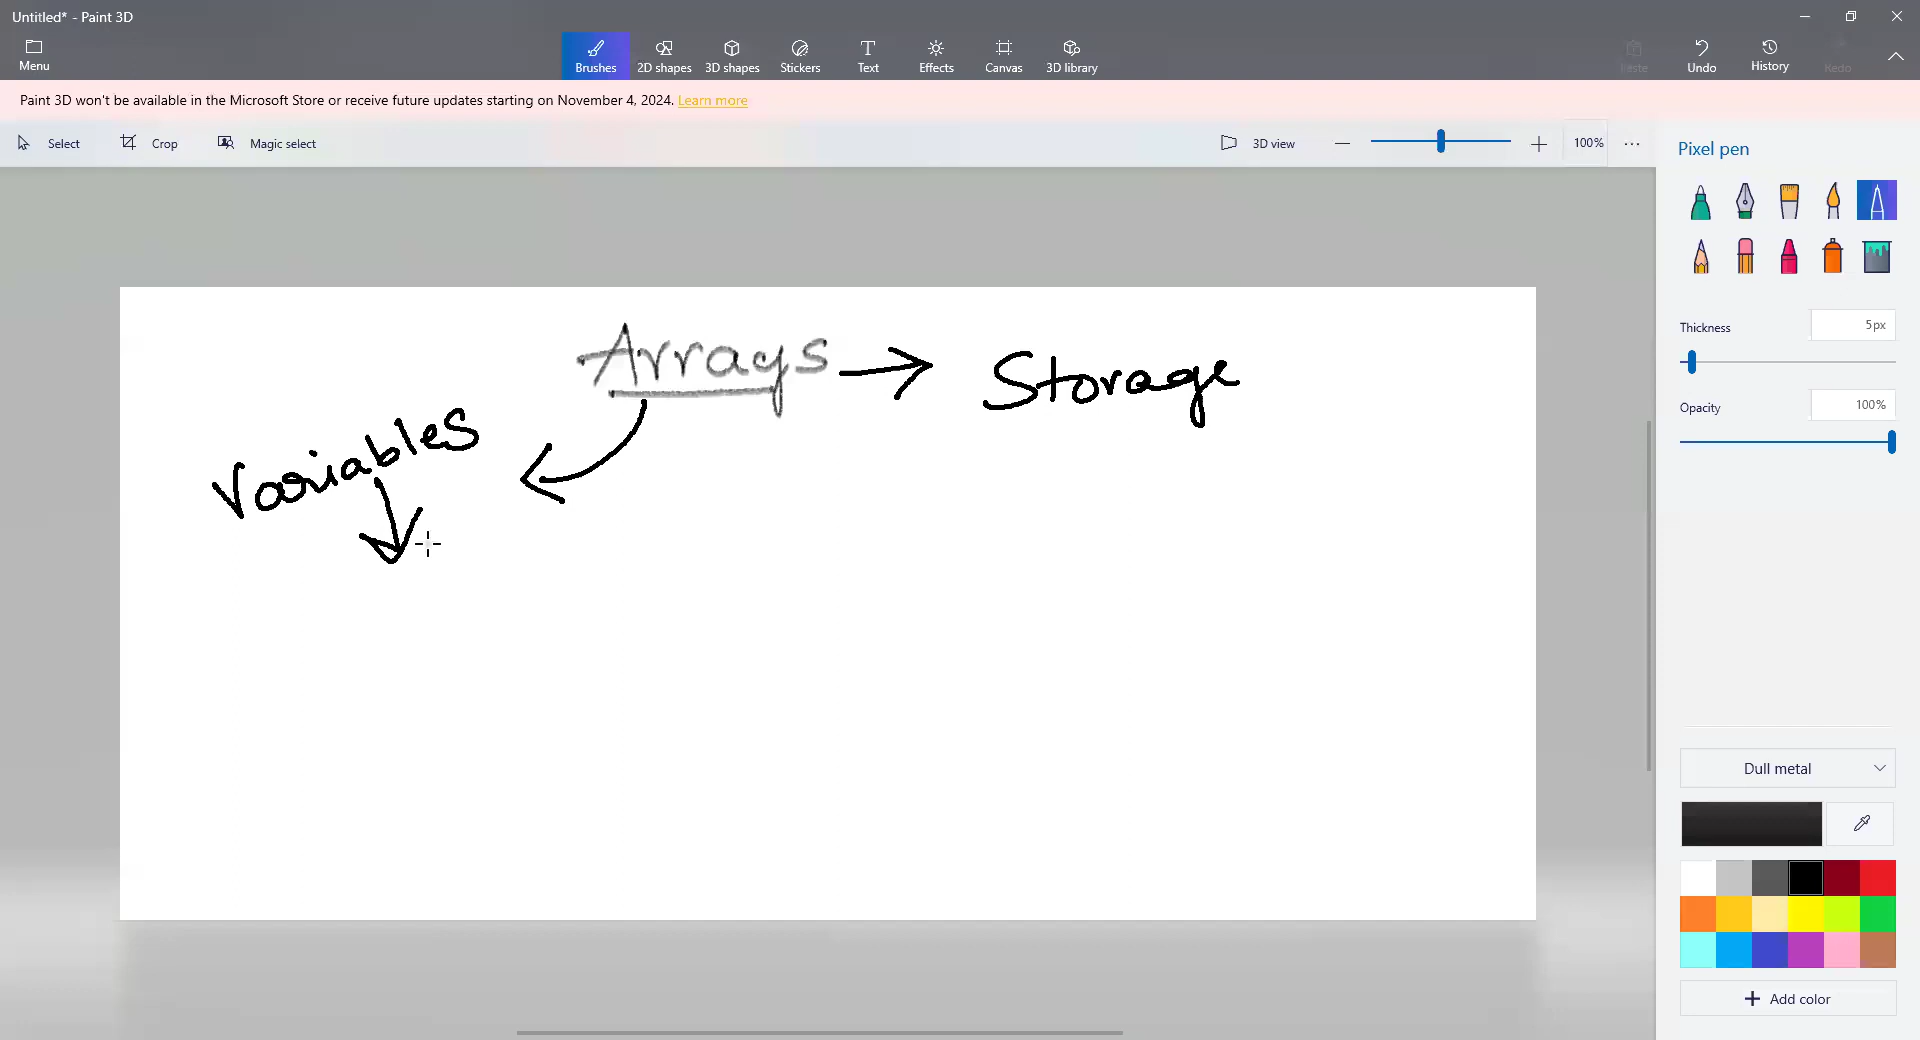 Untitled* - Paint 3D
Menu
Brushes
2D shapes
3D shapes
Stickers
Text
Effects
Canvas
3D library
Paste
Undo
History
Redo
Paint 3D won't be available in the Microsoft Store or receive future updates starting on November 4, 2024. Learn more
Select
Crop
Magic select
3D view
100%
Pixel pen
Thickness
5px
Opacity
100%
Arrays → Storage
Variables
Dull metal
Add color